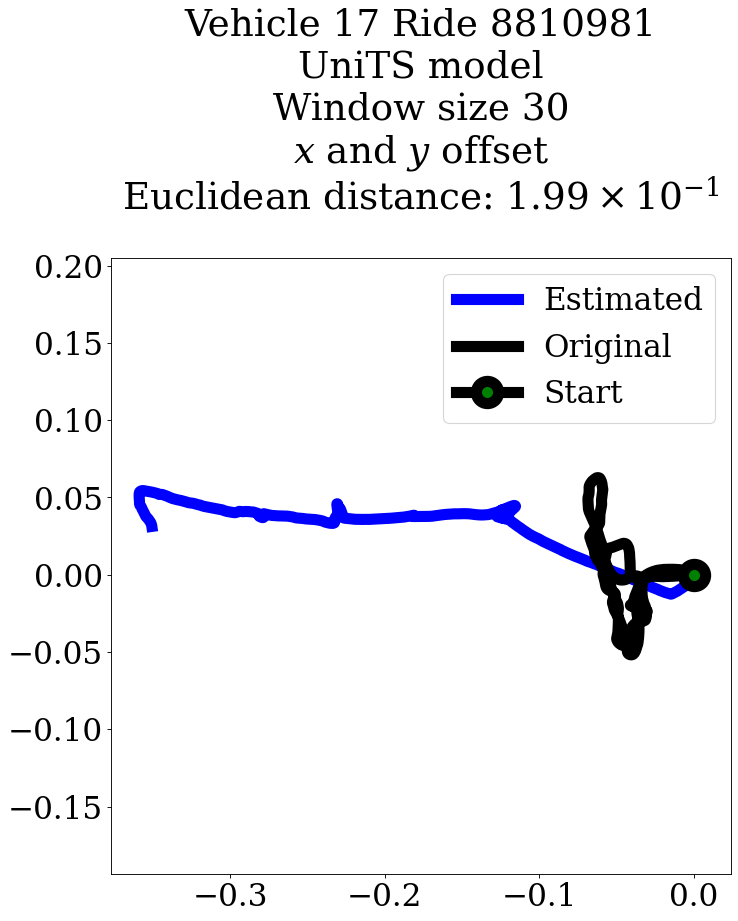 Vehicle 17 Ride 8810981
UniTS model
Window size 30
x and y offset
Euclidean distance: 1.99 × 10⁻¹
Estimated
Original
Start
0.20
0.15
0.10
0.05
0.00
−0.05
−0.10
−0.15
−0.3
−0.2
−0.1
0.0